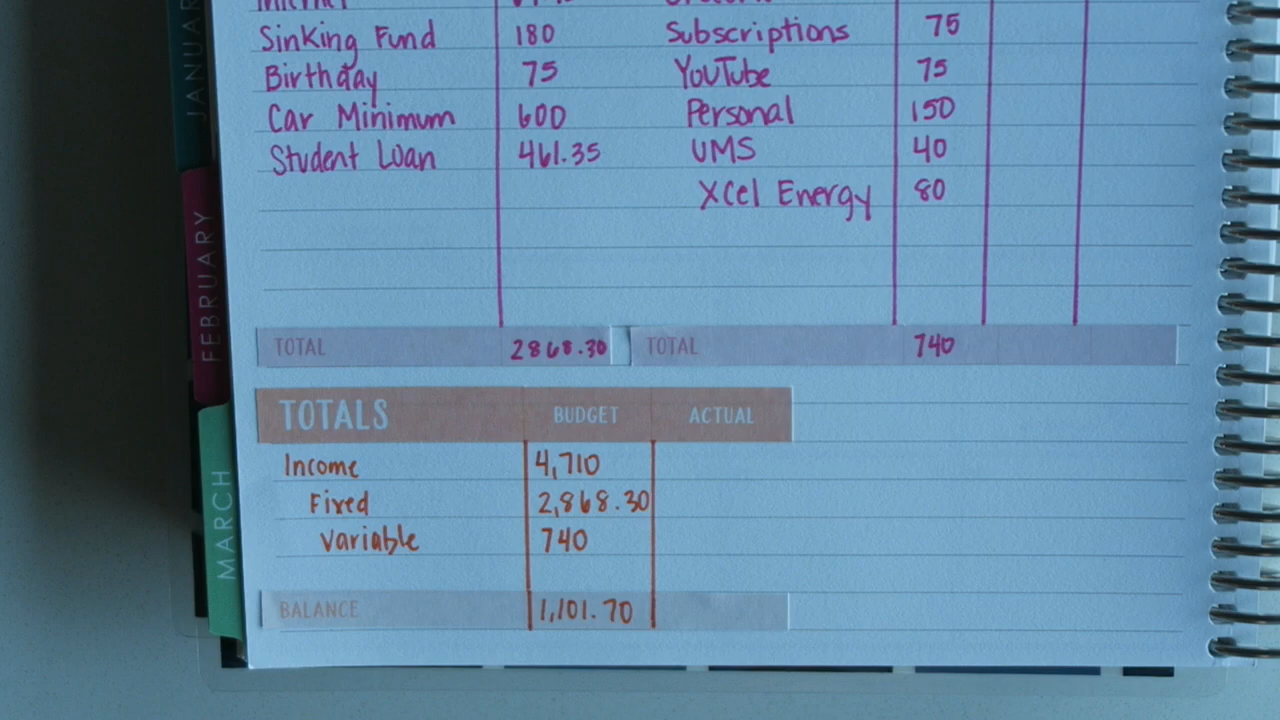 JANUAR
Sinking Fund 180 Subscriptions 75
Birthday 75 YouTube 75
Car Minimum 600 Personal 150
Student Loan 461.35 UMS 40
XCel Energy 80
FEBRUARY
TOTAL 2868.30 TOTAL 740
TOTALS BUDGET ACTUAL
Income 4,710
Fixed 2,868.30
Variable 740
MARCH
BALANCE 1,101.70